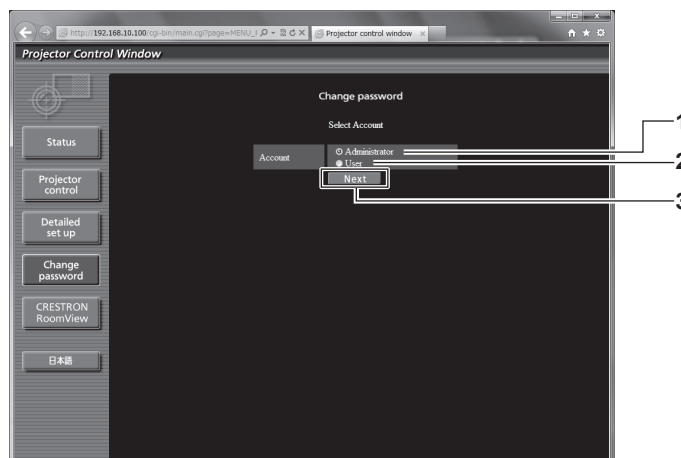 http://192.168.10.100/cgi-bin/main.cgi?page=MENU_I
Projector control window
Projector Control Window
Change password
Select Account
Status
Account
Administrator
User
Next
1
2
3
Projector
control
Detailed
set up
Change
password
CRESTRON
RoomView
日本語